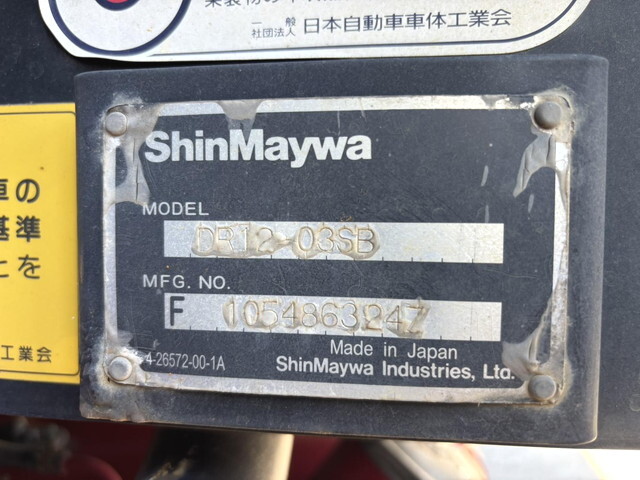 一般
社団法人 日本自動車車体工業会
ShinMaywa
MODEL
DR12-03SB
MFG. NO.
F 1054863247
Made in Japan
4-26572-00-1A
ShinMaywa Industries, Ltd.
車の
基準
とを
工業会